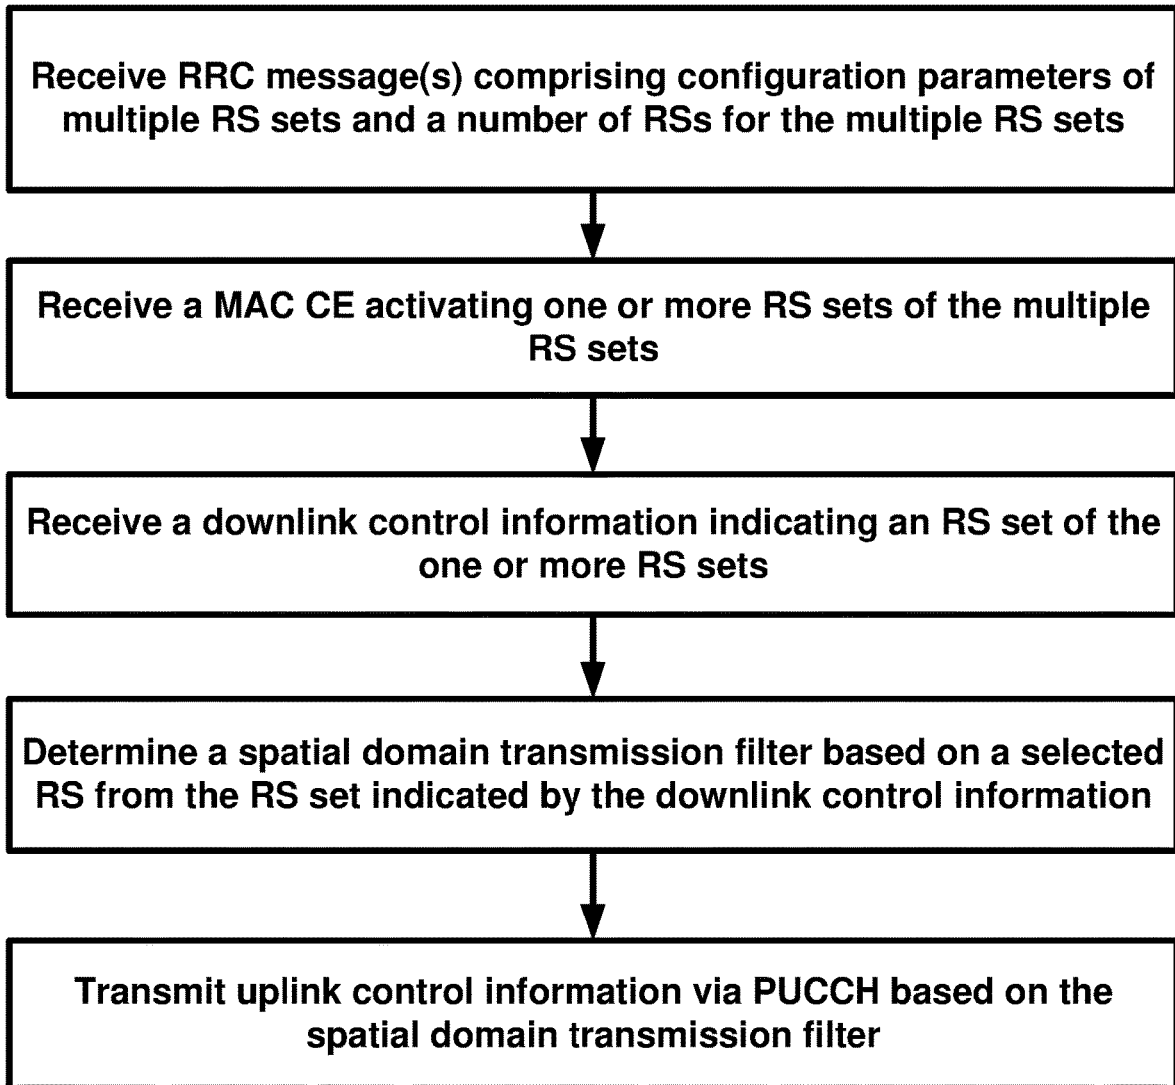 Receive RRC message(s) comprising configuration parameters of
multiple RS sets and a number of RSs for the multiple RS sets
Receive a MAC CE activating one or more RS sets of the multiple
RS sets
Receive a downlink control information indicating an RS set of the
one or more RS sets
Determine a spatial domain transmission filter based on a selected
RS from the RS set indicated by the downlink control information
Transmit uplink control information via PUCCH based on the
spatial domain transmission filter